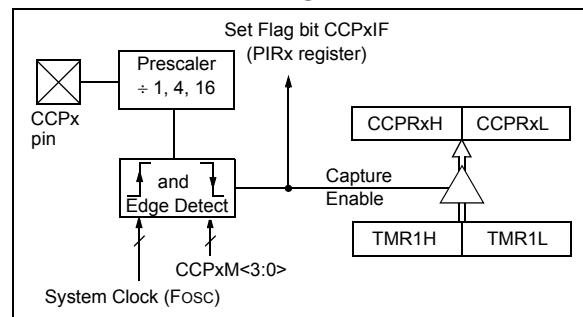 Set Flag bit CCPxIF
(PIRx register)
Prescaler
÷ 1, 4, 16
CCPx
pin
CCPRxH
CCPRxL
and
Edge Detect
Capture
Enable
TMR1H
TMR1L
CCPxM<3:0>
System Clock (FOSC)